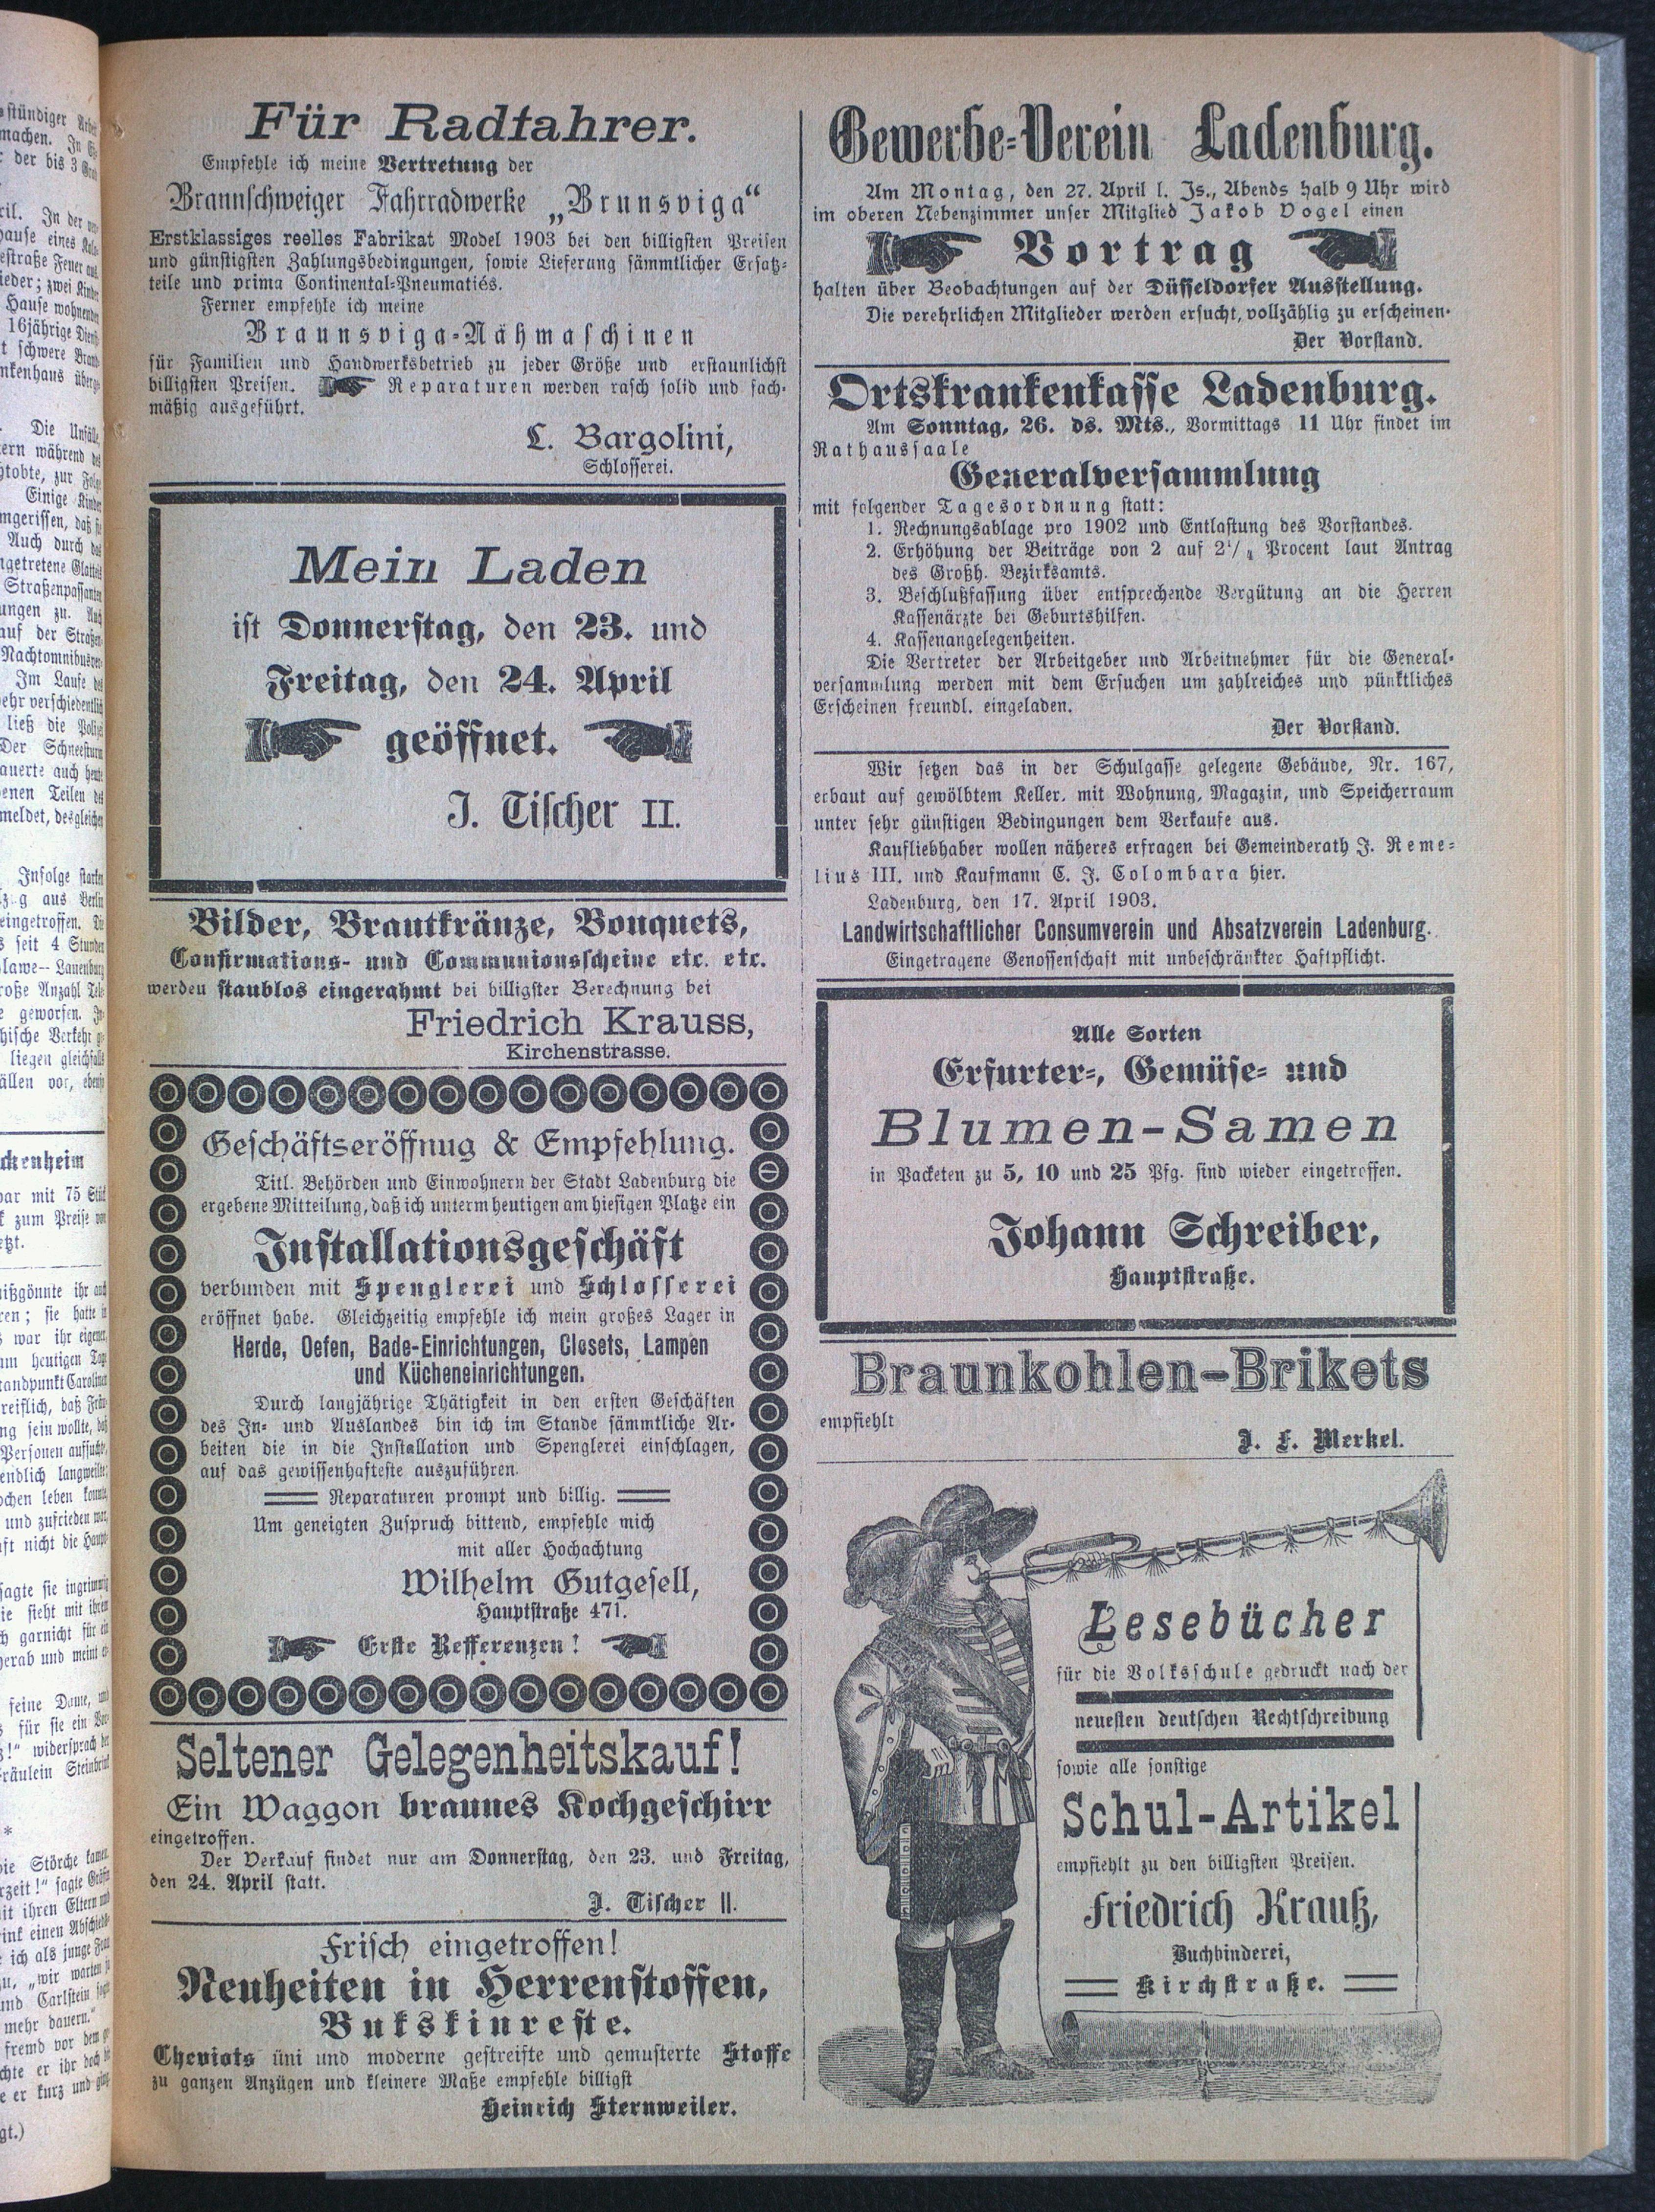 Für Radfahrer.
Empfehle ich meine Vertretung der
Braunschweiger Fahrradwerke „Brunsviga“
Erstklassiges reelles Fabrikat Model 1903 bei den billigsten Preisen
und günstigsten Zahlungsbedingungen, sowie Lieferung sämmtlicher Ersatz-
teile und prima Continental-Pneumatics.
Ferner empfehle ich meine
Braunsviga-Nähmaschinen
für Familien und Handwerksbetrieb zu jeder Größe und erstaunlichst
billigsten Preisen. Reparaturen werden rasch solid und fach-
mäßig ausgeführt.
L. Bargolini,
Schlosserei.
Mein Laden
ist Donnerstag, den 23. und
Freitag, den 24. April
geöffnet.
J. Tischer II.
Bilder, Brautkränze, Bouquets,
Confirmations- und Communionsscheine etc. etc.
werden staublos eingerahmt bei billigster Berechnung bei
Friedrich Krauss,
Kirchenstrasse.
Geschäftseröffnug & Empfehlung.
Titl. Behörden und Einwohnern der Stadt Ladenburg die
ergebene Mitteilung, daß ich unterm heutigen am hiesigen Platze ein
Installationsgeschäft
verbunden mit Spenglerei und Schlosserei
eröffnet habe. Gleichzeitig empfehle ich mein großes Lager in
Herde, Oefen, Bade-Einrichtungen, Closets, Lampen
und Kücheneinrichtungen.
Durch langjährige Thätigkeit in den ersten Geschäften
des In- und Auslandes bin ich im Stande sämmtliche Ar-
beiten die in die Installation und Spenglerei einschlagen,
auf das gewissenhafteste auszuführen.
Reparaturen prompt und billig.
Um geneigten Zuspruch bittend, empfehle mich
mit aller Hochachtung
Wilhelm Gutgesell,
Hauptstraße 471.
Erste Refferenzen!
Seltener Gelegenheitskauf!
Ein Waggon braunes Kochgeschirr
eingetroffen.
Der Verkauf findet nur am Donnerstag, den 23. und Freitag,
den 24. April statt.
J. Tischer II.
Frisch eingetroffen!
Neuheiten in Herrenstoffen,
Bukskinreste.
Cheviots üni und moderne gestreifte und gemusterte Stoffe
zu ganzen Anzügen und kleinere Maße empfehle billigst
Heinrich Sternweiler.
Gewerbe-Verein Ladenburg.
Am Montag, den 27. April l. Js., Abends halb 9 Uhr wird
im oberen Nebenzimmer unser Mitglied Jakob Vogel einen
Vortrag
halten über Beobachtungen auf der Düsseldorfer Ausstellung.
Die verehrlichen Mitglieder werden ersucht, vollzählig zu erscheinen.
Der Vorstand.
Ortskrankenkasse Ladenburg.
Am Sonntag, 26. ds. Mts., Vormittags 11 Uhr findet im
Rathaussaale
Generalversammlung
mit folgender Tagesordnung statt:
1. Rechnungsablage pro 1902 und Entlastung des Vorstandes.
2. Erhöhung der Beiträge von 2 auf 2 Procent laut Antrag
des Großh. Bezirksamts.
3. Beschlußfassung über entsprechende Vergütung an die Herren
Kassenärzte bei Geburtshilfen.
4. Kassenangelegenheiten.
Die Vertreter der Arbeitgeber und Arbeitnehmer für die General-
versammlung werden mit dem Ersuchen um zahlreiches und pünktliches
Erscheinen freundl. eingeladen.
Der Vorstand.
Wir setzen das in der Schulgasse gelegene Gebäude, Nr. 167,
erbaut auf gewölbtem Keller, mit Wohnung, Magazin, und Speicherraum
unter sehr günstigen Bedingungen dem Verkaufe aus.
Kaufliebhaber wollen näheres erfragen bei Gemeinderath J. Reme-
lius III. und Kaufmann C. J. Colombara hier.
Ladenburg, den 17. April 1903.
Landwirtschaftlicher Consumverein und Absatzverein Ladenburg.
Eingetragene Genossenschaft mit unbeschränkter Haftpflicht.
Alle Sorten
Erfurter-, Gemüse- und
Blumen-Samen
in Packeten zu 5, 10 und 25 Pfg. sind wieder eingetroffen.
Johann Schreiber,
Hauptstraße.
Braunkohlen-Brikets
empfiehlt
J. F. Merkel.
Lesebücher
für die Volksschule gedruckt nach der
neuesten deutschen Rechtschreibung
sowie alle sonstige
Schul-Artikel
empfiehlt zu den billigsten Preisen.
Friedrich Krauß,
Buchbinderei,
Kirchstraße.